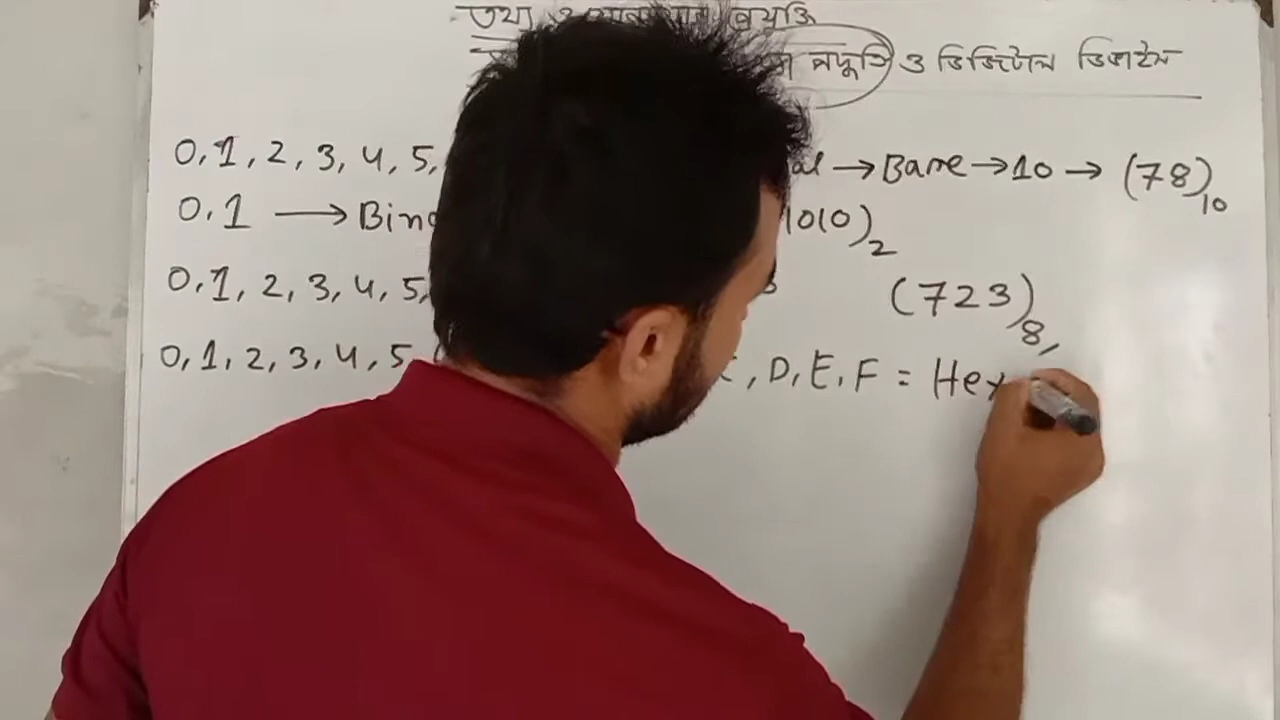 তথ্য ও প্রযুক্তি
পদ্ধতি ও ডিজিটাল ডিভাইস
0, 1, 2, 3, 4, 5, al → Base → 10 → (78)10
0, 1 → Bin 1010)2
0, 1, 2, 3, 4, 5, (723)8,
0, 1, 2, 3, 4, 5 , D, E, F = Hex